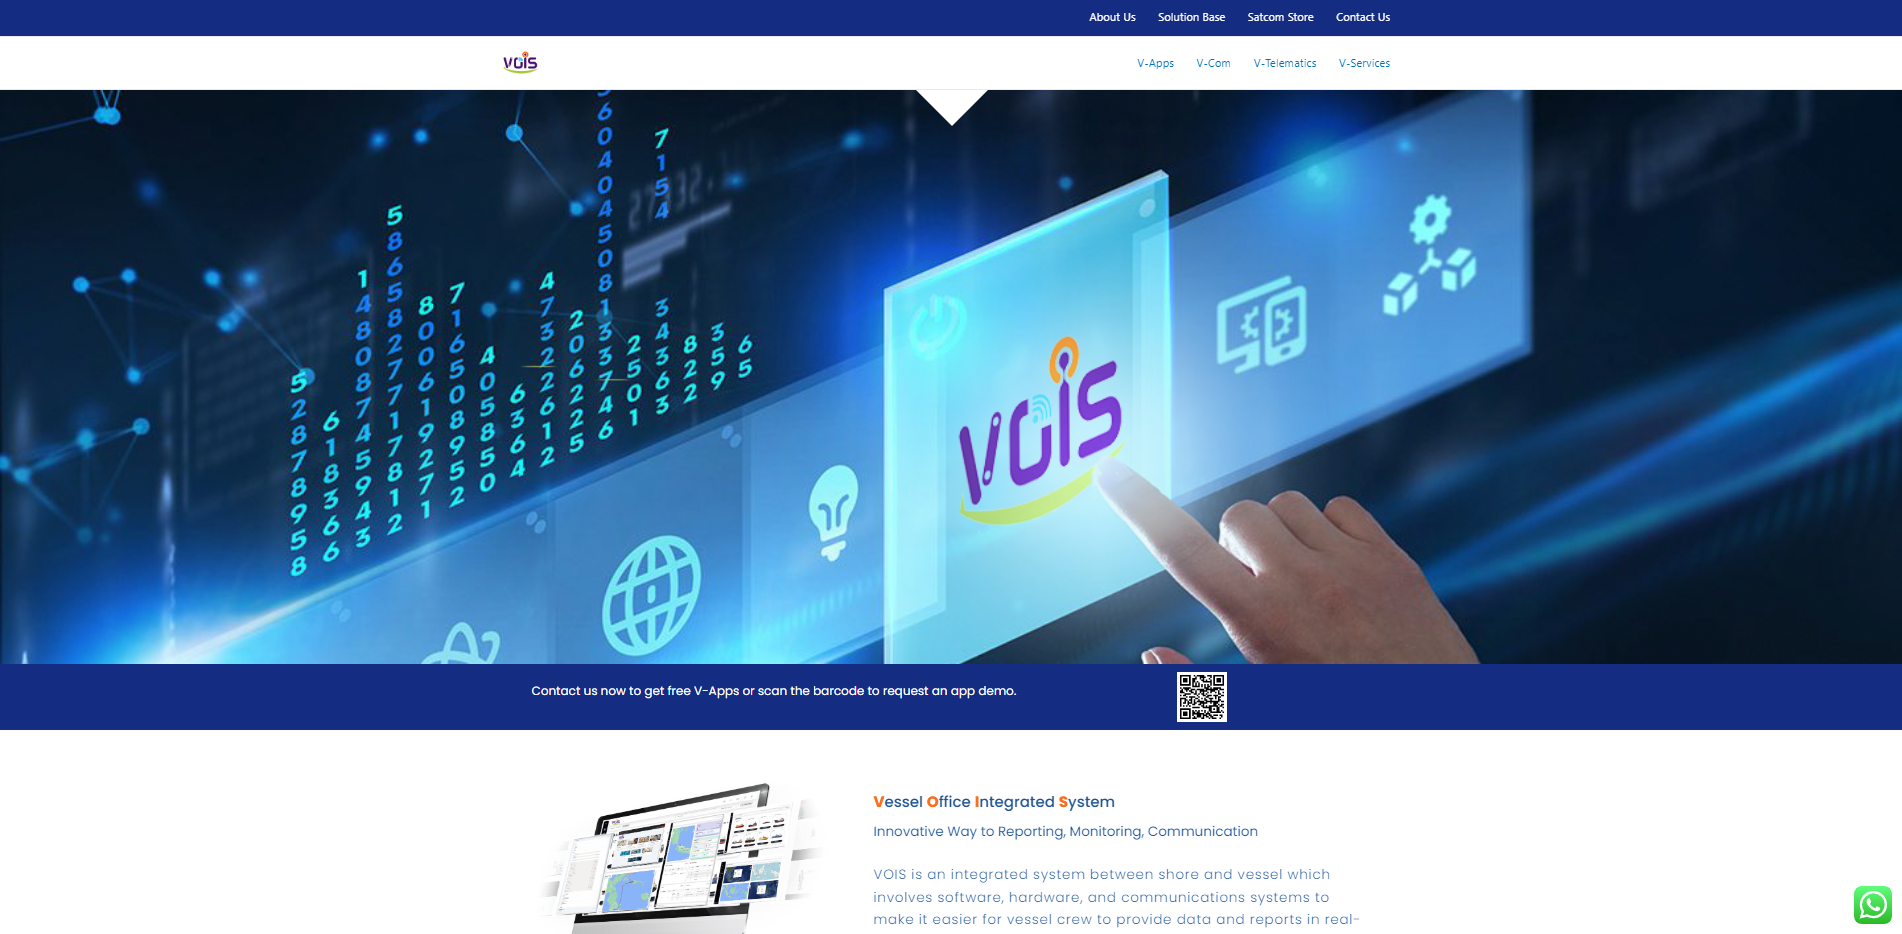 About Us Solution Base Satcom Store Contact Us
VOIS
V-Apps V-Com V-Telematics V-Services
VOIS
Contact us now to get free V-Apps or scan the barcode to request an app demo.
Vessel Office Integrated System
Innovative Way to Reporting, Monitoring, Communication
VOIS is an integrated system between shore and vessel which
involves software, hardware, and communications systems to
make it easier for vessel crew to provide data and reports in real-